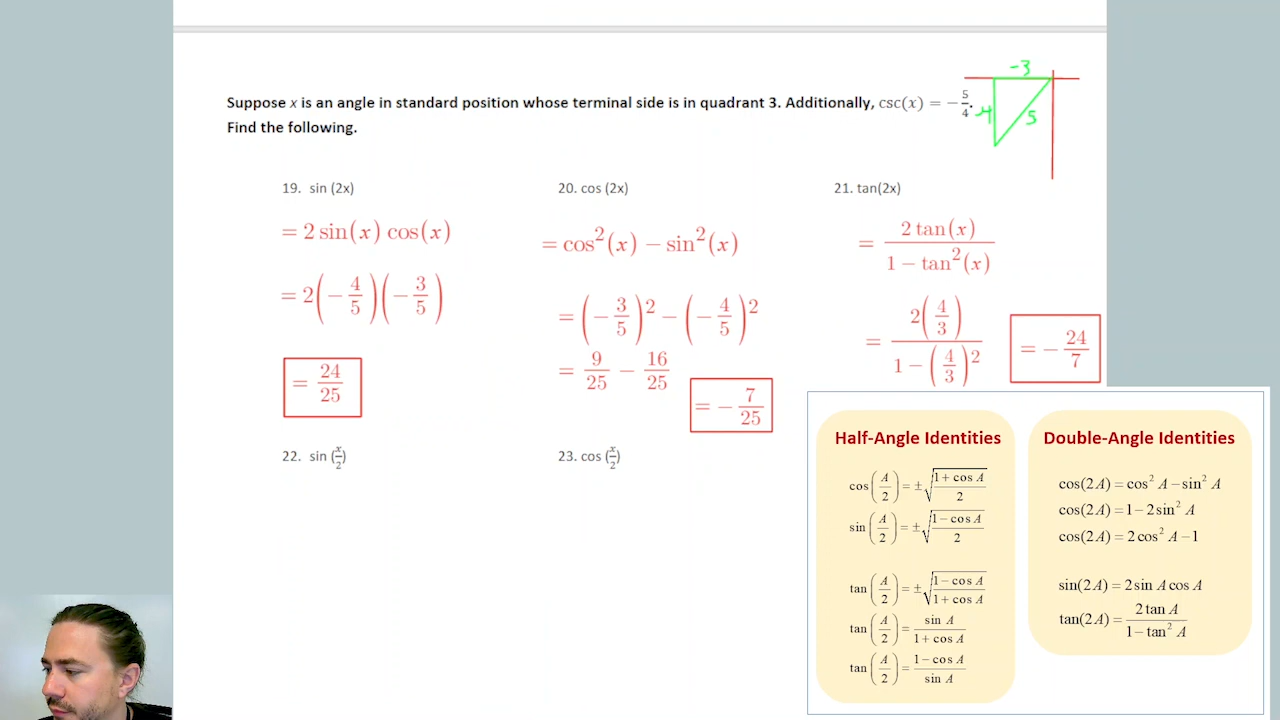 Suppose x is an angle in standard position whose terminal side is in quadrant 3. Additionally, csc(x) = −5/4.
Find the following.
-3
-4
5
19. sin (2x)
= 2 sin(x) cos(x)
= 2(−4/5)(−3/5)
= 24/25
20. cos (2x)
= cos²(x) − sin²(x)
= (−3/5)² − (−4/5)²
= 9/25 − 16/25
= −7/25
21. tan(2x)
= 2 tan(x) / 1 − tan²(x)
= 2(4/3) / 1 − (4/3)²
= −24/7
22. sin (x/2)
23. cos (x/2)
Half-Angle Identities
cos(A/2) = ±√(1 + cos A / 2)
sin(A/2) = ±√(1 − cos A / 2)
tan(A/2) = ±√(1 − cos A / 1 + cos A)
tan(A/2) = sin A / 1 + cos A
tan(A/2) = 1 − cos A / sin A
Double-Angle Identities
cos(2A) = cos² A − sin² A
cos(2A) = 1 − 2 sin² A
cos(2A) = 2 cos² A − 1
sin(2A) = 2 sin A cos A
tan(2A) = 2 tan A / 1 − tan² A